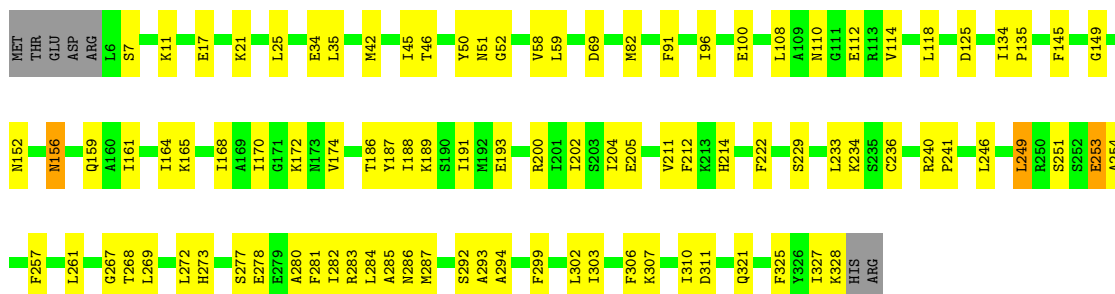 MET THR GLU ASP ARG L6 S7 K11 E17 K21 L25 E34 L35 M42 I45 T46 Y50 N51 G52 V58 L59 D69 M82 F91 I96 E100 L108 A109 N110 G111 E112 R113 V114 L118 D125 I134 P135 F145 G149
N152 N156 Q159 A160 I161 I164 K165 I168 A169 I170 G171 K172 N173 V174 T186 Y187 I188 K189 S190 I191 M192 E193 R200 I201 I202 S203 I204 E205 V211 F212 K213 H214 F222 S229 L233 K234 S235 C236 R240 P241 L246 L249 R250 S251 S252 E253 A254
F257 L261 G267 T268 L269 L272 H273 S277 E278 E279 A280 F281 I282 R283 L284 A285 N286 M287 S292 A293 A294 F299 L302 I303 F306 K307 I310 D311 Q321 F325 Y326 I327 K328 HIS ARG